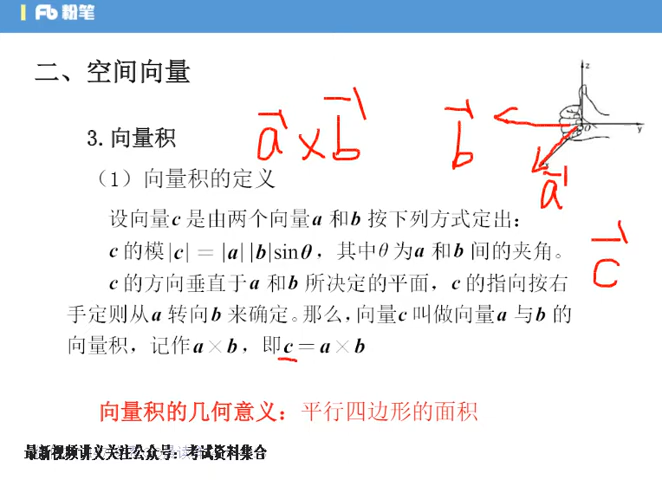 粉笔
二、空间向量
z
3.向量积
a×b
b
y
a
（1）向量积的定义
设向量c是由两个向量a和b按下列方式定出：
c的模|c|=|a||b|sinθ，其中θ为a和b间的夹角。
c
c的方向垂直于a和b所决定的平面，c的指向按右
手定则从a转向b来确定。那么，向量c叫做向量a与b的
向量积，记作a×b，即c=a×b
向量积的几何意义：平行四边形的面积
最新视频讲义关注公众号：考试资料集合